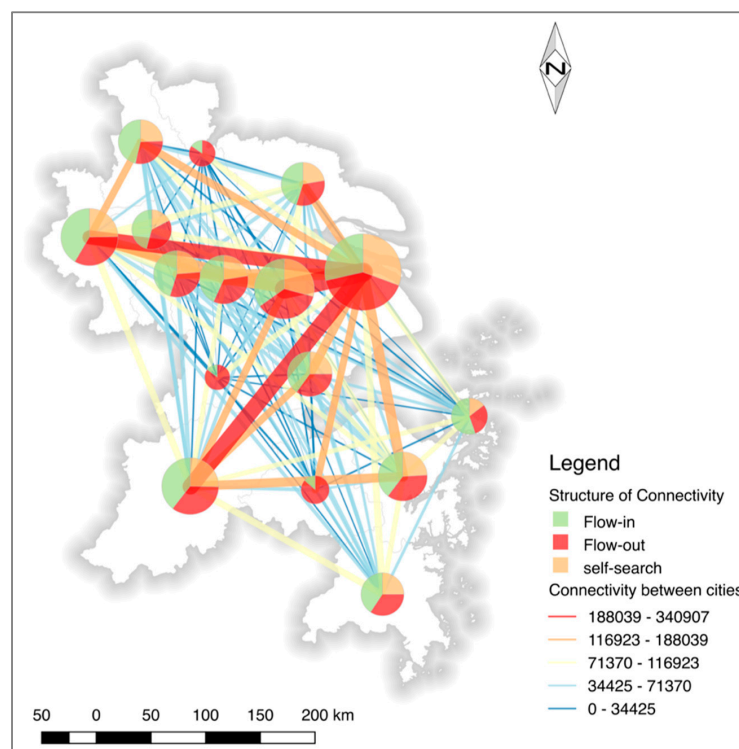 N
Legend
Structure of Connectivity
Flow-in
Flow-out
self-search
Connectivity between cities
188039 - 340907
116923 - 188039
71370 - 116923
34425 - 71370
0 - 34425
50 0 50 100 150 200 km